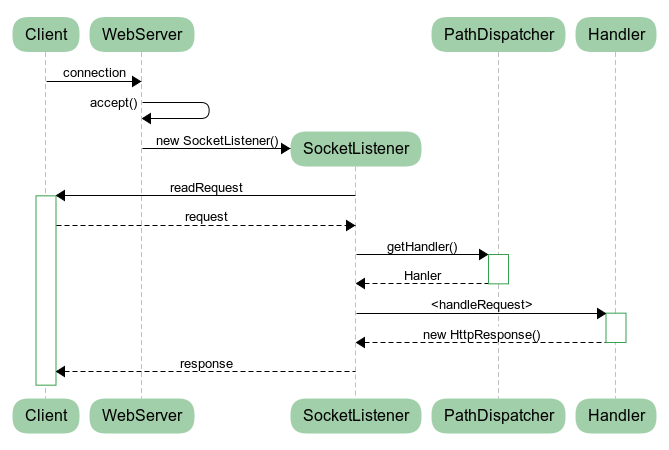 Client
WebServer
PathDispatcher
Handler
connection
accept()
new SocketListener()
SocketListener
readRequest
request
getHandler()
Hanler
<handleRequest>
new HttpResponse()
response
Client
WebServer
SocketListener
PathDispatcher
Handler